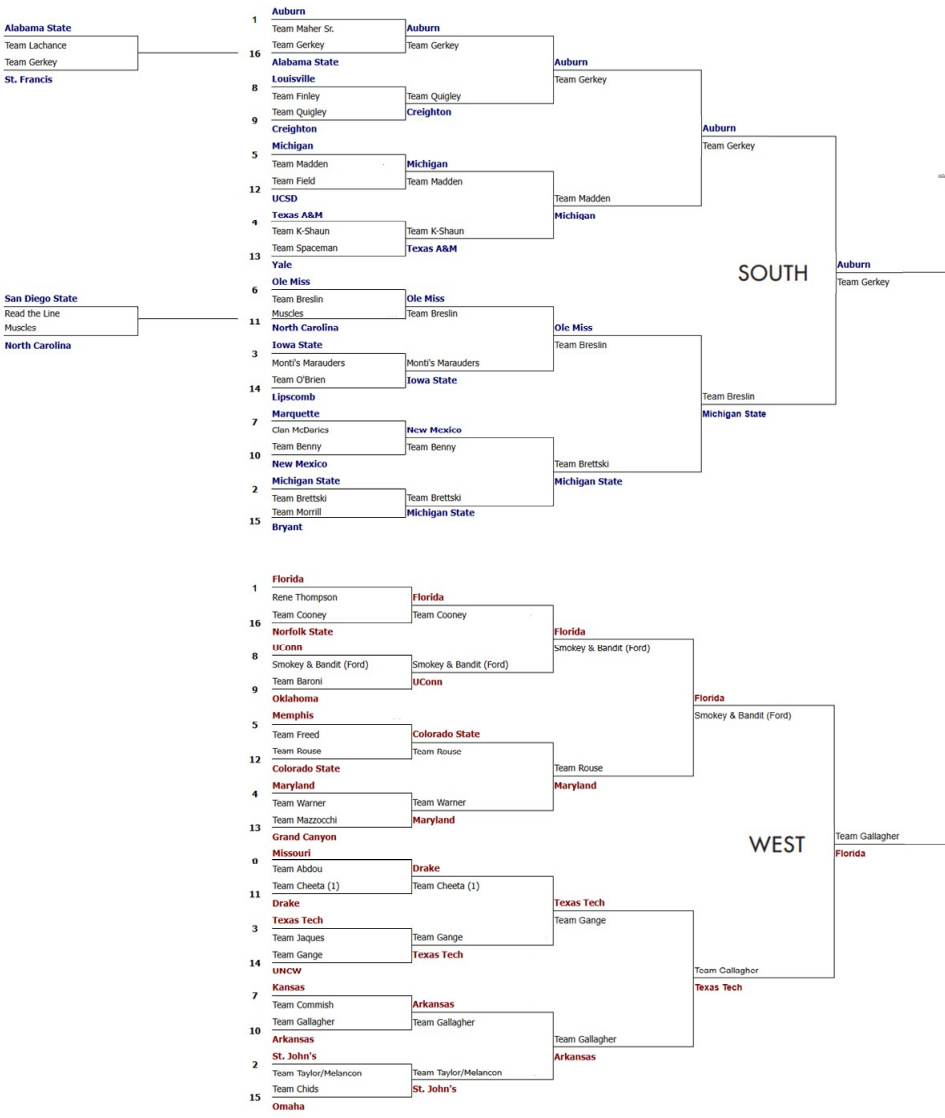 Alabama State
Team Lachance
Team Gerkey
St. Francis
San Diego State
Read the Line
Muscles
North Carolina
Auburn
1
Team Maher Sr.
Team Gerkey
16
Alabama State
Louisville
8
Team Finley
Team Quigley
9
Creighton
Michigan
5
Team Madden
Team Field
12
UCSD
Texas A&M
4
Team K-Shaun
Team Spaceman
13
Yale
Ole Miss
6
Team Breslin
Muscles
11
North Carolina
Iowa State
3
Monti's Marauders
Team O'Brien
14
Lipscomb
Marquette
7
Clan McDaries
Team Benny
10
New Mexico
Michigan State
2
Team Brettski
Team Morrill
15
Bryant
Auburn
Team Gerkey
Team Quigley
Creighton
Michigan
Team Madden
Team K-Shaun
Texas A&M
Ole Miss
Team Breslin
Monti's Marauders
Iowa State
New Mexico
Team Benny
Team Brettski
Michigan State
Auburn
Team Gerkey
Team Madden
Michigan
Ole Miss
Team Breslin
Team Brettski
Michigan State
Auburn
Team Gerkey
Team Breslin
Michigan State
SOUTH
Auburn
Team Gerkey
Florida
1
Rene Thompson
Team Cooney
16
Norfolk State
UConn
8
Smokey & Bandit (Ford)
Team Baroni
9
Oklahoma
Memphis
5
Team Freed
Team Rouse
12
Colorado State
Maryland
4
Team Warner
Team Mazzocchi
13
Grand Canyon
Missouri
Team Abdou
Team Cheeta (1)
11
Drake
Texas Tech
3
Team Jaques
Team Gange
14
UNCW
Kansas
7
Team Commish
Team Gallagher
10
Arkansas
St. John's
2
Team Taylor/Melancon
Team Chids
15
Omaha
Florida
Team Cooney
Smokey & Bandit (Ford)
UConn
Colorado State
Team Rouse
Team Warner
Maryland
Drake
Team Cheeta (1)
Team Gange
Texas Tech
Arkansas
Team Gallagher
Team Taylor/Melancon
St. John's
Florida
Smokey & Bandit (Ford)
Team Rouse
Maryland
Texas Tech
Team Gange
Team Gallagher
Arkansas
Florida
Smokey & Bandit (Ford)
Team Gallagher
Texas Tech
WEST
Team Gallagher
Florida